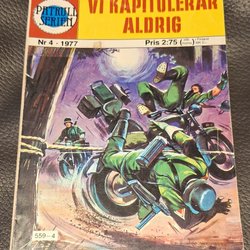 PATRULL
SERIEN
VI KAPITULERAR
ALDRIG
Nr 4 - 1977
Pris 2:75
559-4